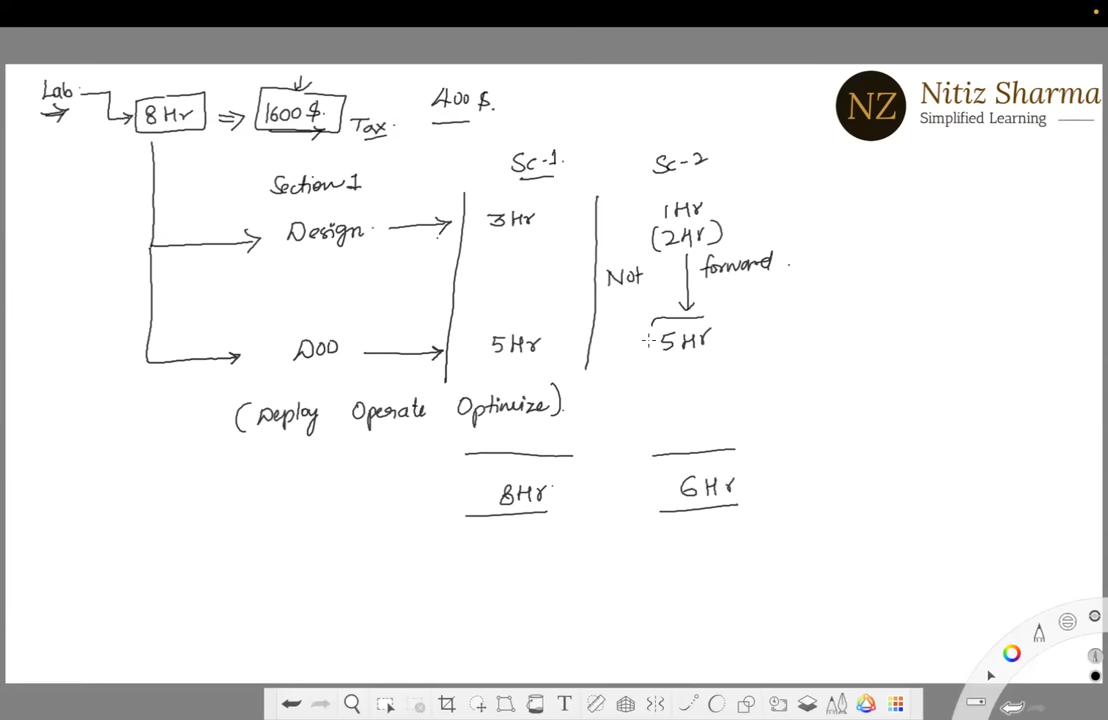 Lab
8 Hr ⇒ 1600 $. Tax. 400 $.
NZ
Nitiz Sharma
Simplified Learning
Sc-1. Sc-2
Section 1
Design. 3 Hr
1 Hr
(2 Hr)
Not forward.
DOO 5 Hr 5 Hr
(Deploy Operate Optimize).
8 Hr. 6 Hr
T